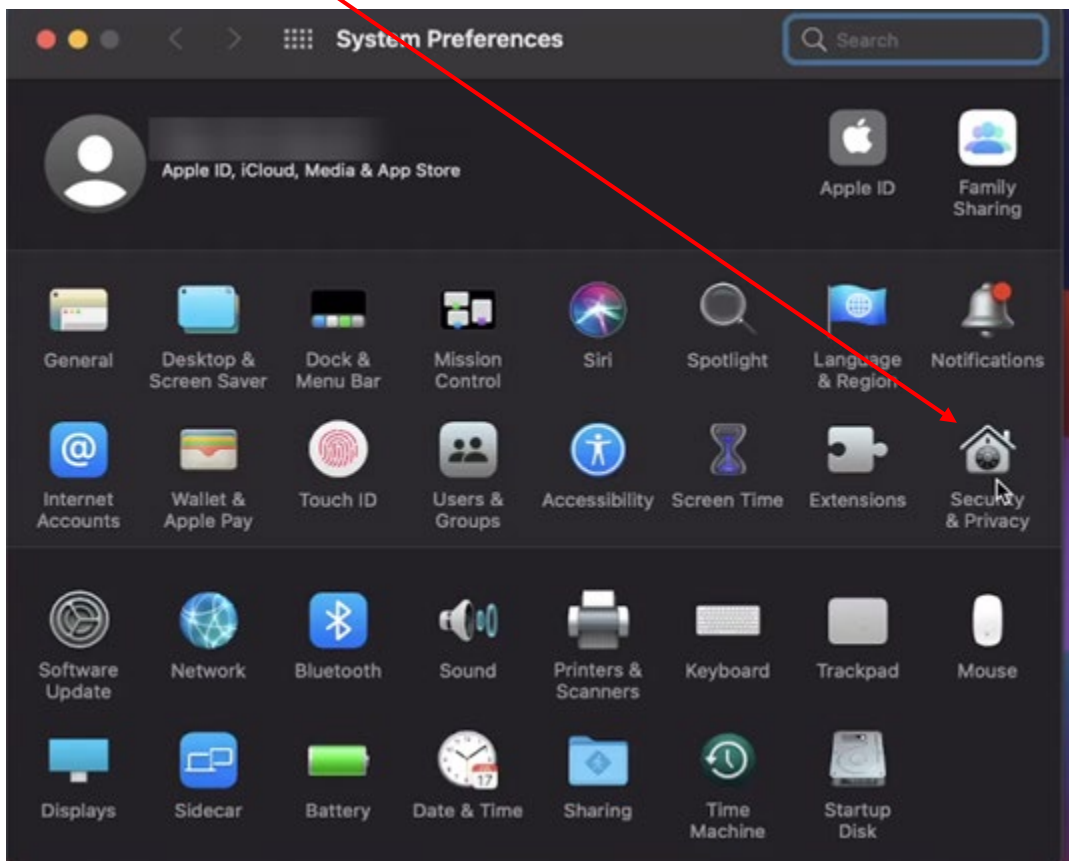 System Preferences
Search
Apple ID, iCloud, Media & App Store
Apple ID
Family
Sharing
General
Desktop &
Screen Saver
Dock &
Menu Bar
Mission
Control
Siri
Spotlight
Language
& Region
Notifications
Internet
Accounts
Wallet &
Apple Pay
Touch ID
Users &
Groups
Accessibility
Screen Time
Extensions
Security
& Privacy
Software
Update
Network
Bluetooth
Sound
Printers &
Scanners
Keyboard
Trackpad
Mouse
Displays
Sidecar
Battery
17
Date & Time
Sharing
Time
Machine
Startup
Disk